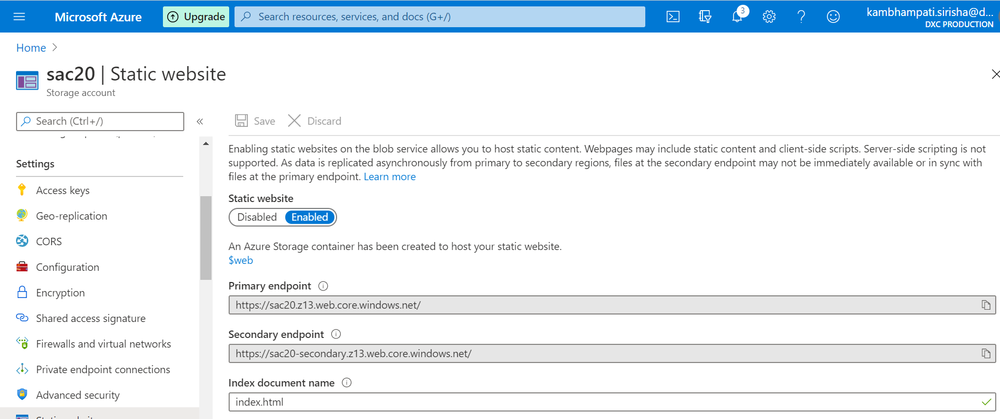 Microsoft Azure
Upgrade
Search resources, services, and docs (G+/)
3
kambhampati.sirisha@d...
DXC PRODUCTION
Home
sac20 | Static website
Storage account
Search (Ctrl+/)
«
Save
Discard
Settings
Access keys
Geo-replication
CORS
Configuration
Encryption
Shared access signature
Firewalls and virtual networks
Private endpoint connections
Advanced security
Enabling static websites on the blob service allows you to host static content. Webpages may include static content and client-side scripts. Server-side scripting is not
supported. As data is replicated asynchronously from primary to secondary regions, files at the secondary endpoint may not be immediately available or in sync with
files at the primary endpoint. Learn more
Static website
Disabled Enabled
An Azure Storage container has been created to host your static website.
$web
Primary endpoint
https://sac20.z13.web.core.windows.net/
Secondary endpoint
https://sac20-secondary.z13.web.core.windows.net/
Index document name
index.html